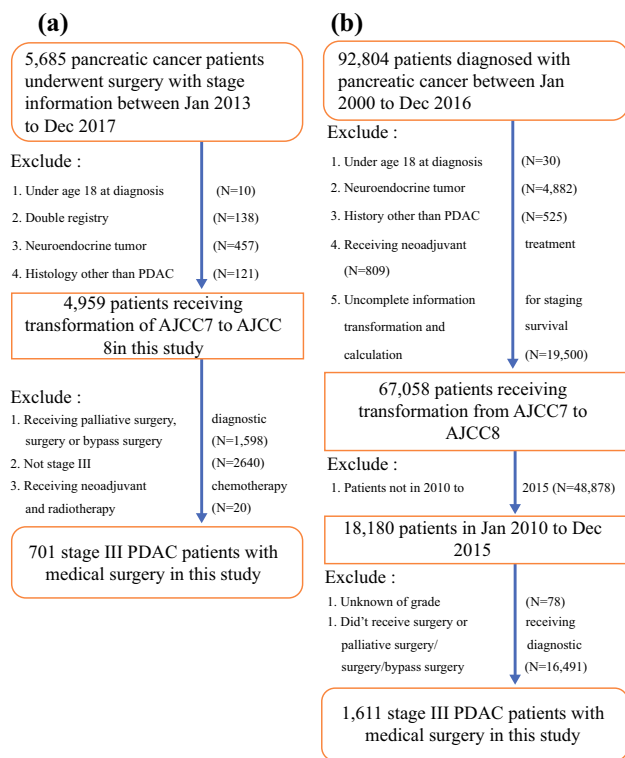 (a)
5,685 pancreatic cancer patients
underwent surgery with stage
information between Jan 2013
to Dec 2017
Exclude :
1. Under age 18 at diagnosis (N=10)
2. Double registry (N=138)
3. Neuroendocrine tumor (N=457)
4. Histology other than PDAC (N=121)
4,959 patients receiving
transformation of AJCC7 to AJCC
8in this study
Exclude :
1. Receiving palliative surgery, diagnostic
surgery or bypass surgery (N=1,598)
2. Not stage III (N=2640)
3. Receiving neoadjuvant chemotherapy
and radiotherapy (N=20)
701 stage III PDAC patients with
medical surgery in this study
(b)
92,804 patients diagnosed with
pancreatic cancer between Jan
2000 to Dec 2016
Exclude :
1. Under age 18 at diagnosis (N=30)
2. Neuroendocrine tumor (N=4,882)
3. History other than PDAC (N=525)
4. Receiving neoadjuvant treatment
(N=809)
5. Uncomplete information for staging
transformation and survival
calculation (N=19,500)
67,058 patients receiving
transformation from AJCC7 to
AJCC8
Exclude :
1. Patients not in 2010 to 2015 (N=48,878)
18,180 patients in Jan 2010 to Dec
2015
Exclude :
1. Unknown of grade (N=78)
1. Did't receive surgery or receiving
palliative surgery/ diagnostic
surgery/bypass surgery (N=16,491)
1,611 stage III PDAC patients with
medical surgery in this study